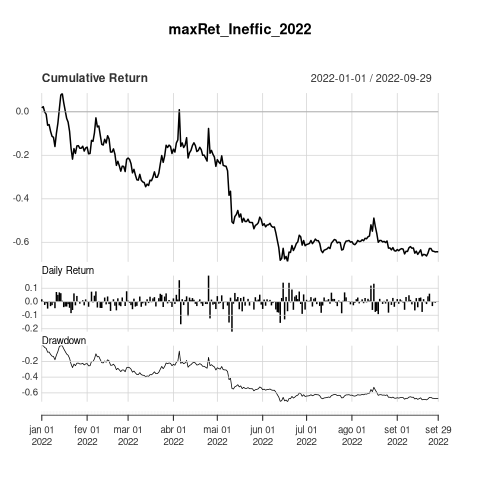 maxRet_Ineffic_2022
Cumulative Return 2022-01-01 / 2022-09-29
0.0
-0.2
-0.4
-0.6
Daily Return
0.1
0.0
-0.1
-0.2
Drawdown
-0.2
-0.4
-0.6
jan 01 fev 01 mar 01 abr 01 mai 01 jun 01 jul 01 ago 01 set 01 set 29
2022 2022 2022 2022 2022 2022 2022 2022 2022 2022